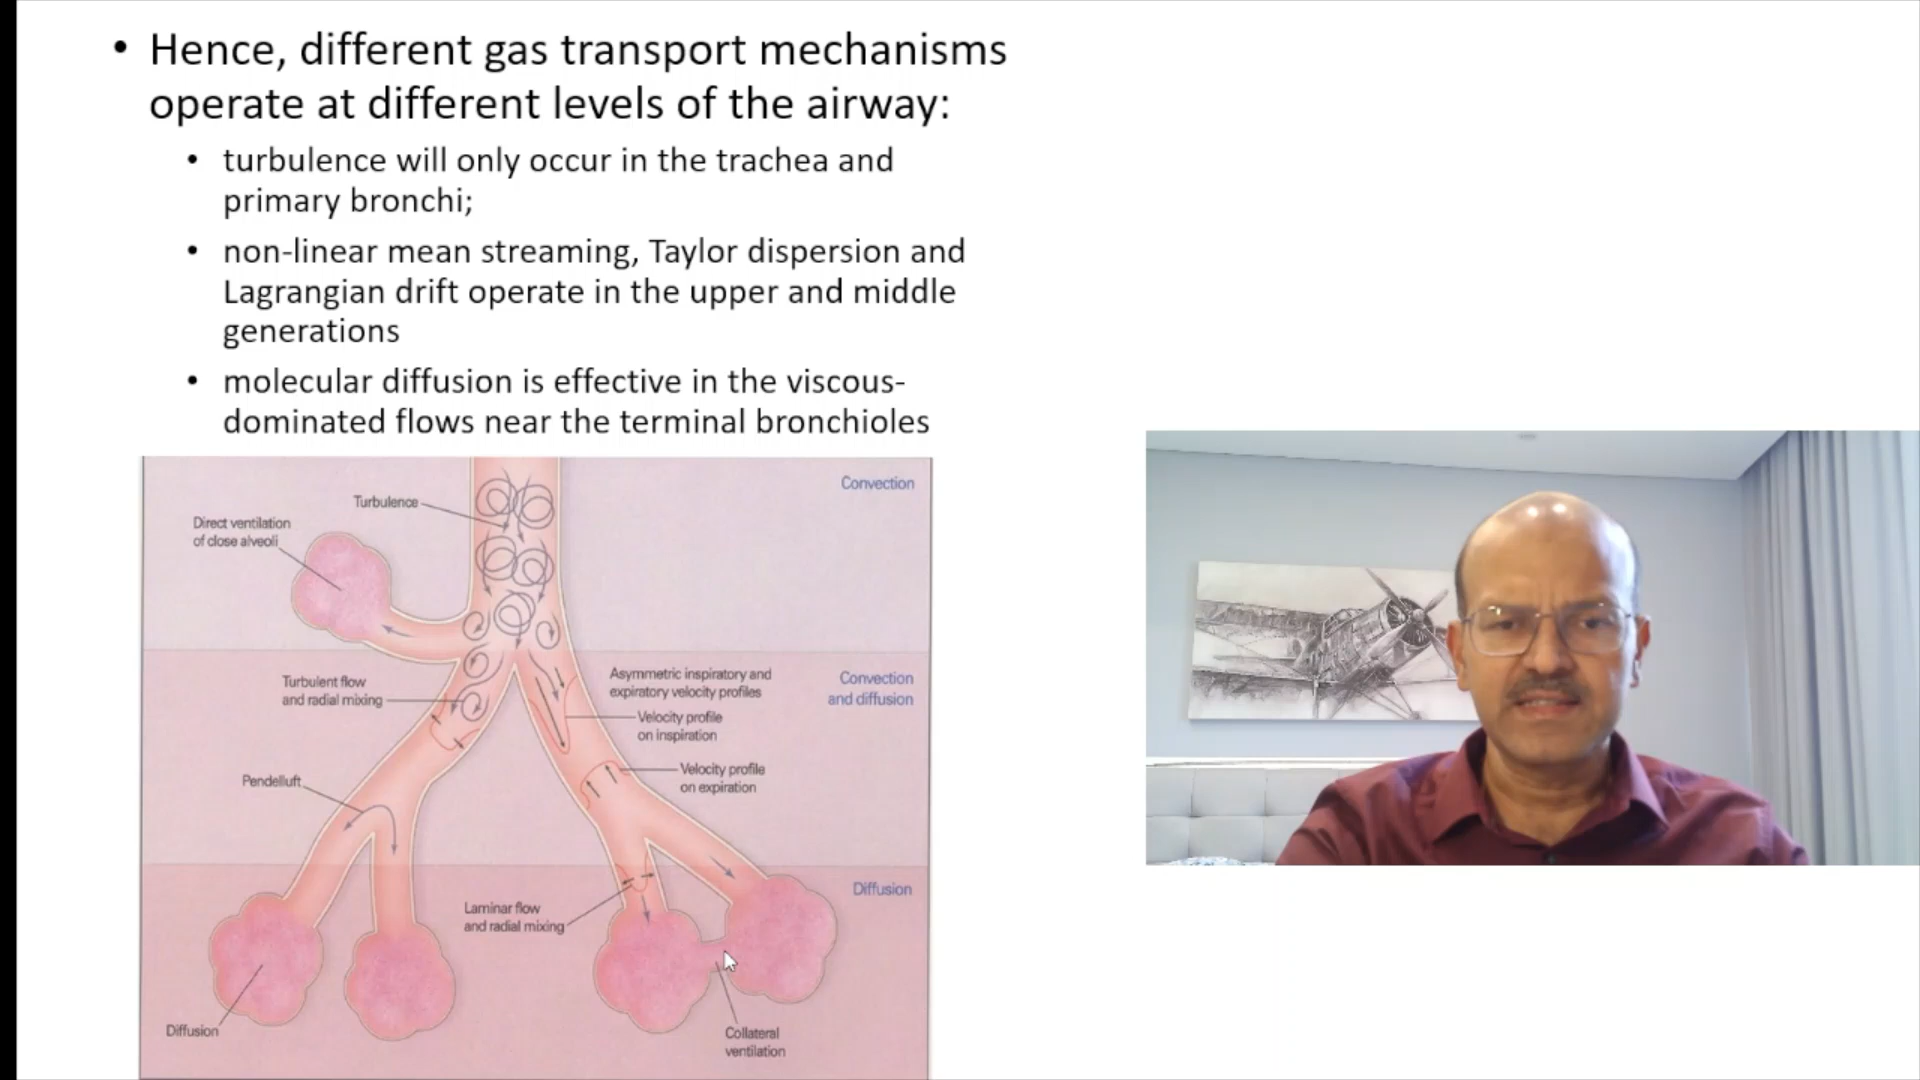 • Hence, different gas transport mechanisms
operate at different levels of the airway:
• turbulence will only occur in the trachea and
primary bronchi;
• non-linear mean streaming, Taylor dispersion and
Lagrangian drift operate in the upper and middle
generations
• molecular diffusion is effective in the viscous-
dominated flows near the terminal bronchioles
Convection
Turbulence
Direct ventilation
of close alveoli
Asymmetric inspiratory and
expiratory velocity profiles
Convection
and diffusion
Turbulent flow
and radial mixing
Velocity profile
on inspiration
Velocity profile
on expiration
Pendelluft
Diffusion
Laminar flow
and radial mixing
Diffusion
Collateral
ventilation